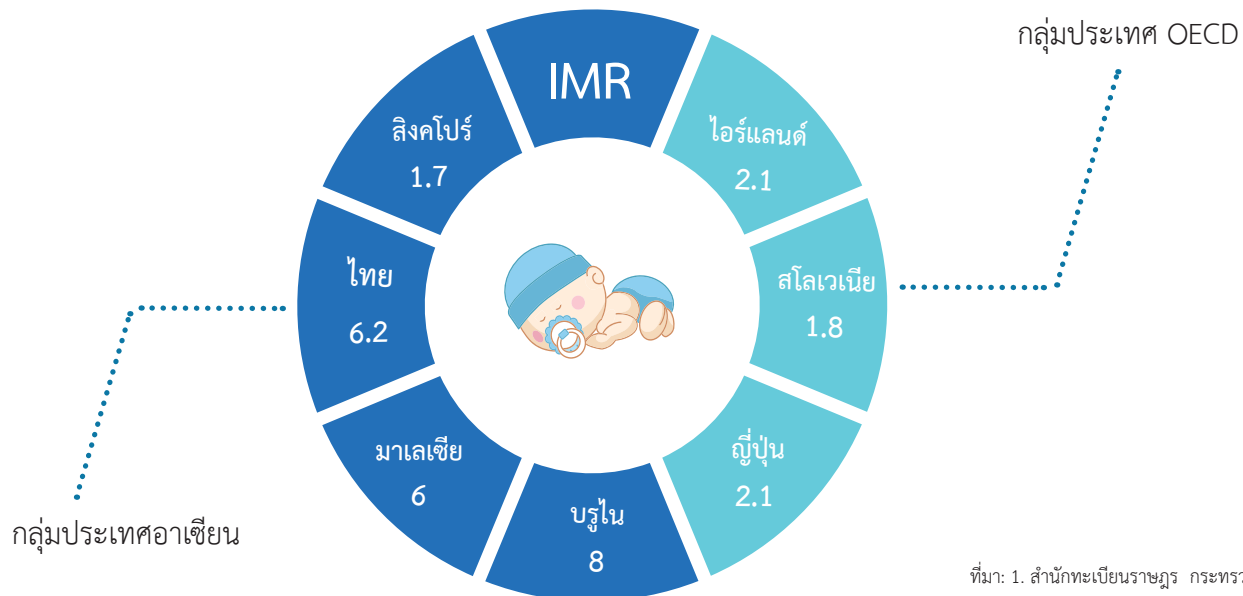 กลุ่มประเทศ OECD
IMR
ไอร์แลนด์
2.1
สโลเวเนีย
1.8
ญี่ปุ่น
2.1
บรูไน
8
มาเลเซีย
6
ไทย
6.2
สิงคโปร์
1.7
กลุ่มประเทศอาเซียน
ที่มา: 1. สำนักทะเบียนราษฎร